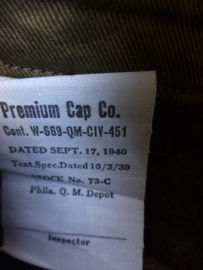 Premium Cap Co.
Cont. W-669-QM-CIV-451
DATED SEPT. 17, 1940
Tent.Spec.Dated 10/3/39
STOCK No. 73-C
Phila. Q. M. Depot
Inspector